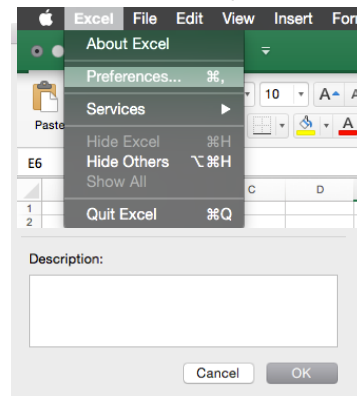 Excel File Edit View Insert For
About Excel
Preferences... ⌘,
10 A
Services
Paste A
Hide Excel ⌘H
E6 Hide Others ⌥⌘H
Show All
C D
1
2 Quit Excel ⌘Q
Description:
Cancel OK